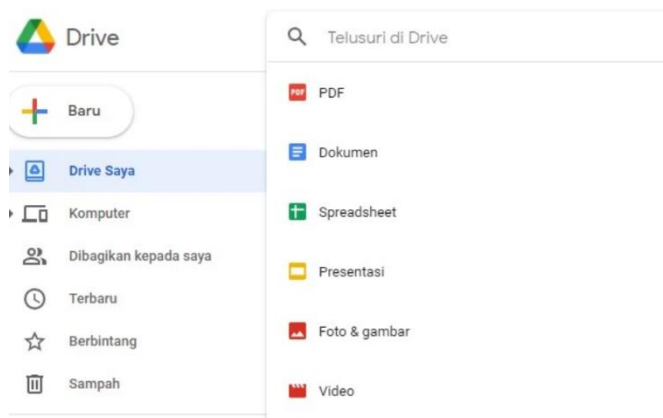 Drive
Baru
Drive Saya
Komputer
Dibagikan kepada saya
Terbaru
Berbintang
Sampah
Telusuri di Drive
PDF
PDF
Dokumen
Spreadsheet
Presentasi
Foto & gambar
Video